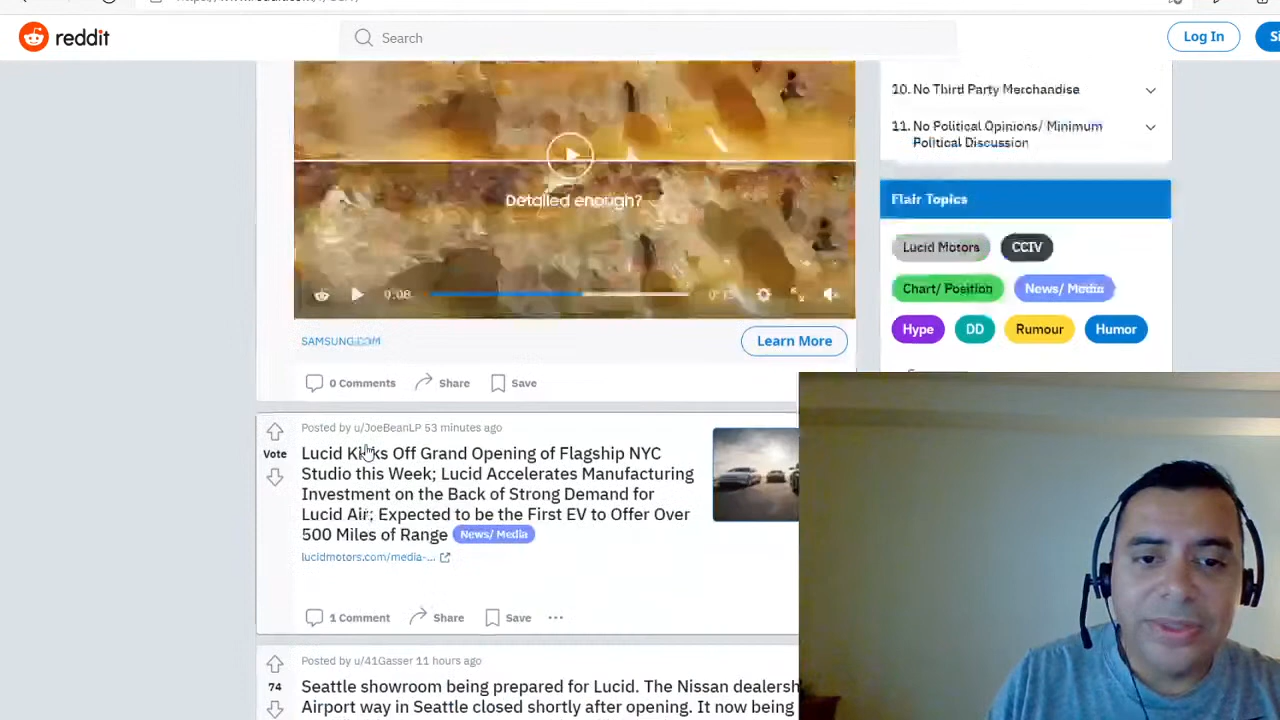 reddit
Search
Log In
10. No Third Party Merchandise
11. No Political Opinions/ Minimum
Political Discussion
Detailed enough?
0:08
Flair Topics
Lucid Motors
CCIV
Chart/ Position
News/ Media
Hype
DD
Rumour
Humor
SAMSUNG.COM
Learn More
0 Comments
Share
Save
Posted by u/JoeBeanLP 53 minutes ago
Vote
Lucid Kicks Off Grand Opening of Flagship NYC
Studio this Week; Lucid Accelerates Manufacturing
Investment on the Back of Strong Demand for
Lucid Air; Expected to be the First EV to Offer Over
500 Miles of Range News/ Media
lucidmotors.com/media-...
1 Comment
Share
Save
Posted by u/41Gasser 11 hours ago
74
Seattle showroom being prepared for Lucid. The Nissan
Airport way in Seattle closed shortly after opening. It now being